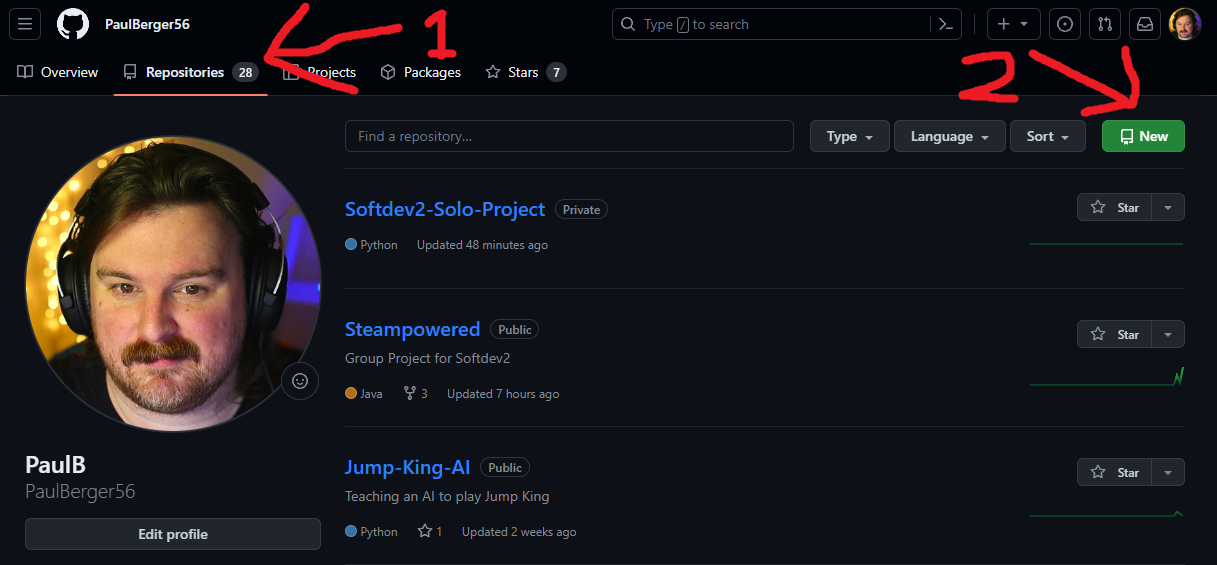 PaulBerger56
Type / to search
1
Overview
Repositories 28
Projects
Packages
Stars 7
2
Find a repository...
Type
Language
Sort
New
Softdev2-Solo-Project Private
Star
Python Updated 48 minutes ago
Steampowered Public
Star
Group Project for Softdev2
Java 3 Updated 7 hours ago
Jump-King-AI Public
Star
Teaching an AI to play Jump King
Python 1 Updated 2 weeks ago
PaulB
PaulBerger56
Edit profile